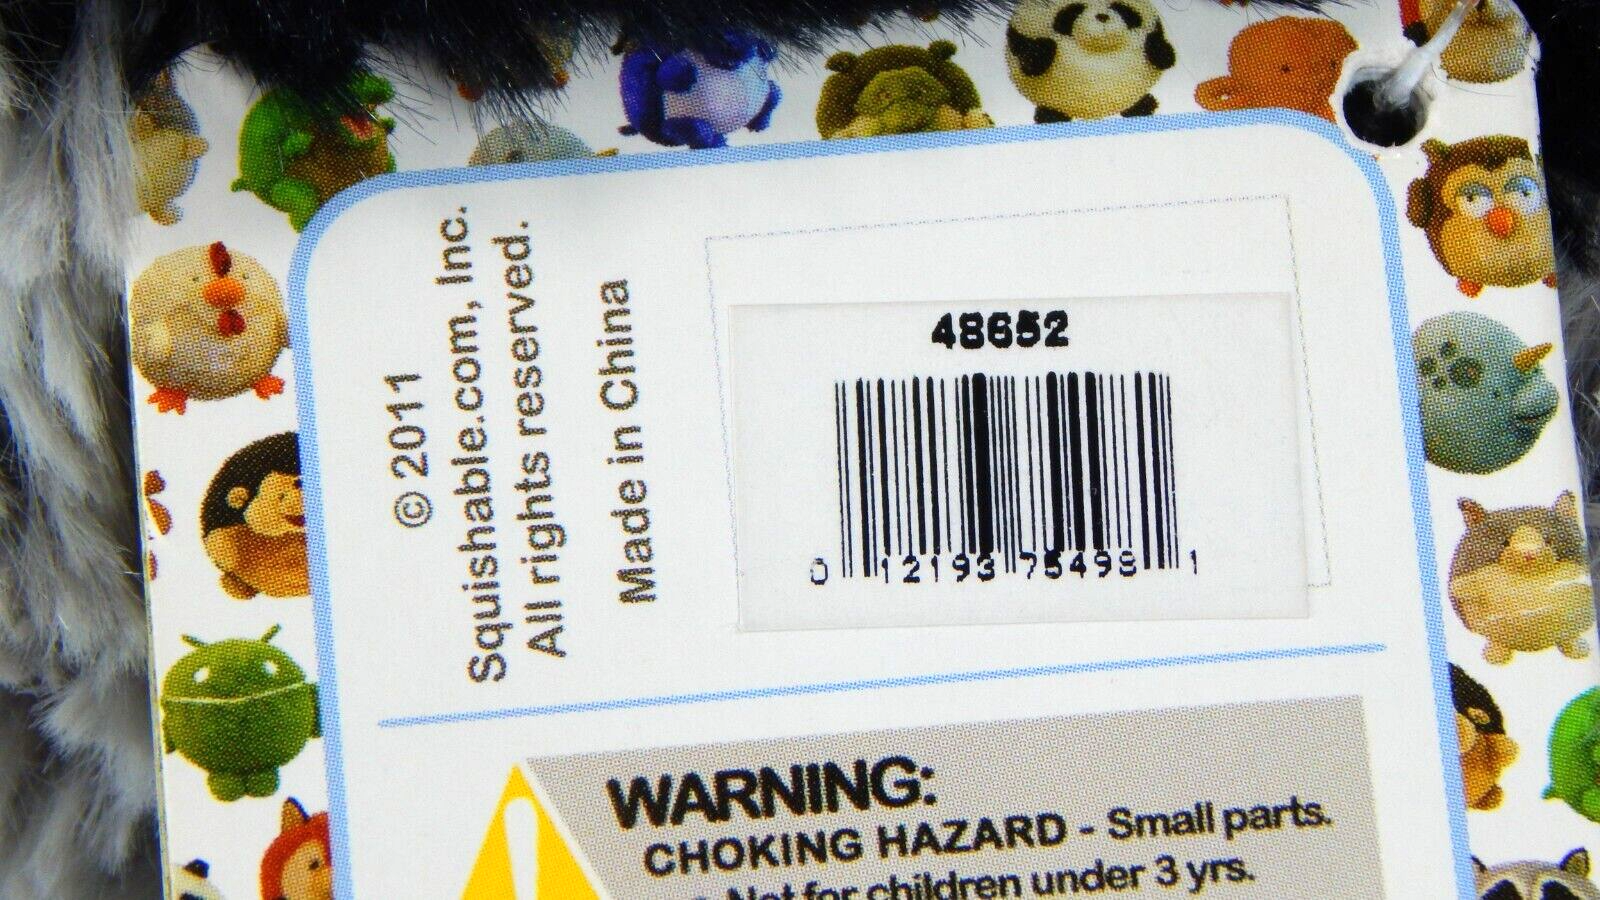 © 2011
Squishable.com, Inc.
All rights reserved.
Made in China
48652
0 12193 75498 1
WARNING:
CHOKING HAZARD - Small parts.
• Not for children under 3 yrs.